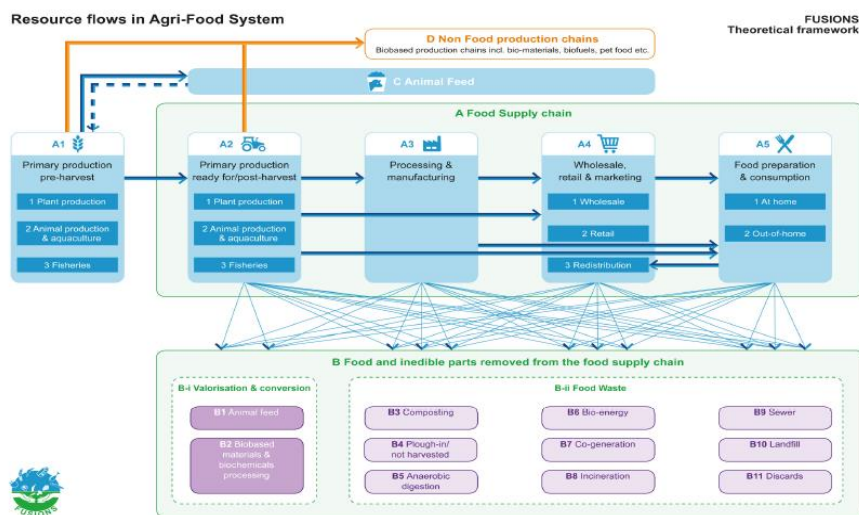 Resource flows in Agri-Food System
FUSIONS
Theoretical framework
D Non Food production chains
Biobased production chains incl. bio-materials, biofuels, pet food etc.
C Animal Feed
A Food Supply chain
A1
Primary production
pre-harvest
1 Plant production
2 Animal production
& aquaculture
3 Fisheries
A2
Primary production
ready for/post-harvest
1 Plant production
2 Animal production
& aquaculture
3 Fisheries
A3
Processing &
manufacturing
A4
Wholesale,
retail & marketing
1 Wholesale
2 Retail
3 Redistribution
A5
Food preparation
& consumption
1 At home
2 Out-of-home
B Food and inedible parts removed from the food supply chain
B-i Valorisation & conversion
B1 Animal feed
B2 Biobased
materials &
biochemicals
processing
B-ii Food Waste
B3 Composting
B4 Plough-in/
not harvested
B5 Anaerobic
digestion
B6 Bio-energy
B7 Co-generation
B8 Incineration
B9 Sewer
B10 Landfill
B11 Discards
FUSIONS